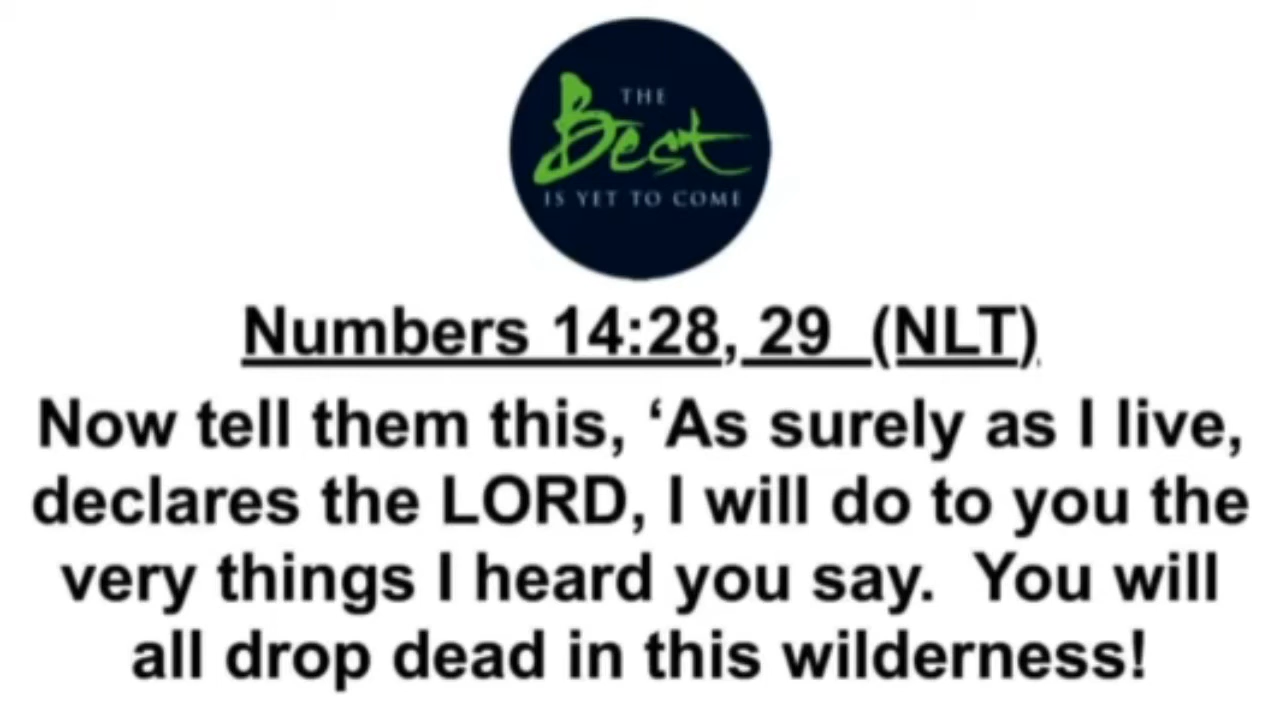 THE
Best
IS YET TO COME
Numbers 14:28, 29  (NLT)
Now tell them this, ‘As surely as I live,
declares the LORD, I will do to you the
very things I heard you say.  You will
all drop dead in this wilderness!